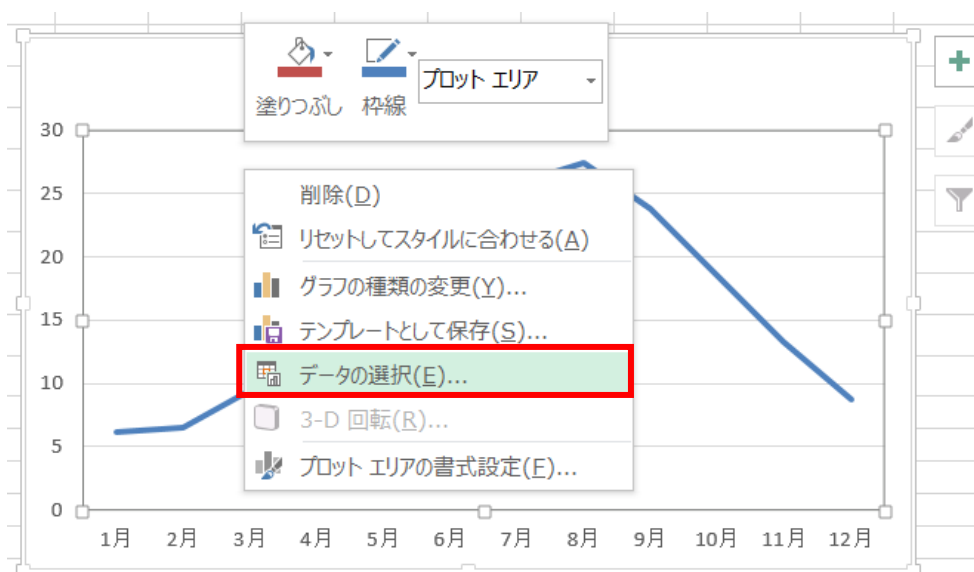 塗りつぶし 枠線 プロット エリア
削除(D)
リセットしてスタイルに合わせる(A)
グラフの種類の変更(Y)...
テンプレートとして保存(S)...
データの選択(E)...
3-D 回転(R)...
プロット エリアの書式設定(F)...
30
25
20
15
10
5
0
1月 2月 3月 4月 5月 6月 7月 8月 9月 10月 11月 12月